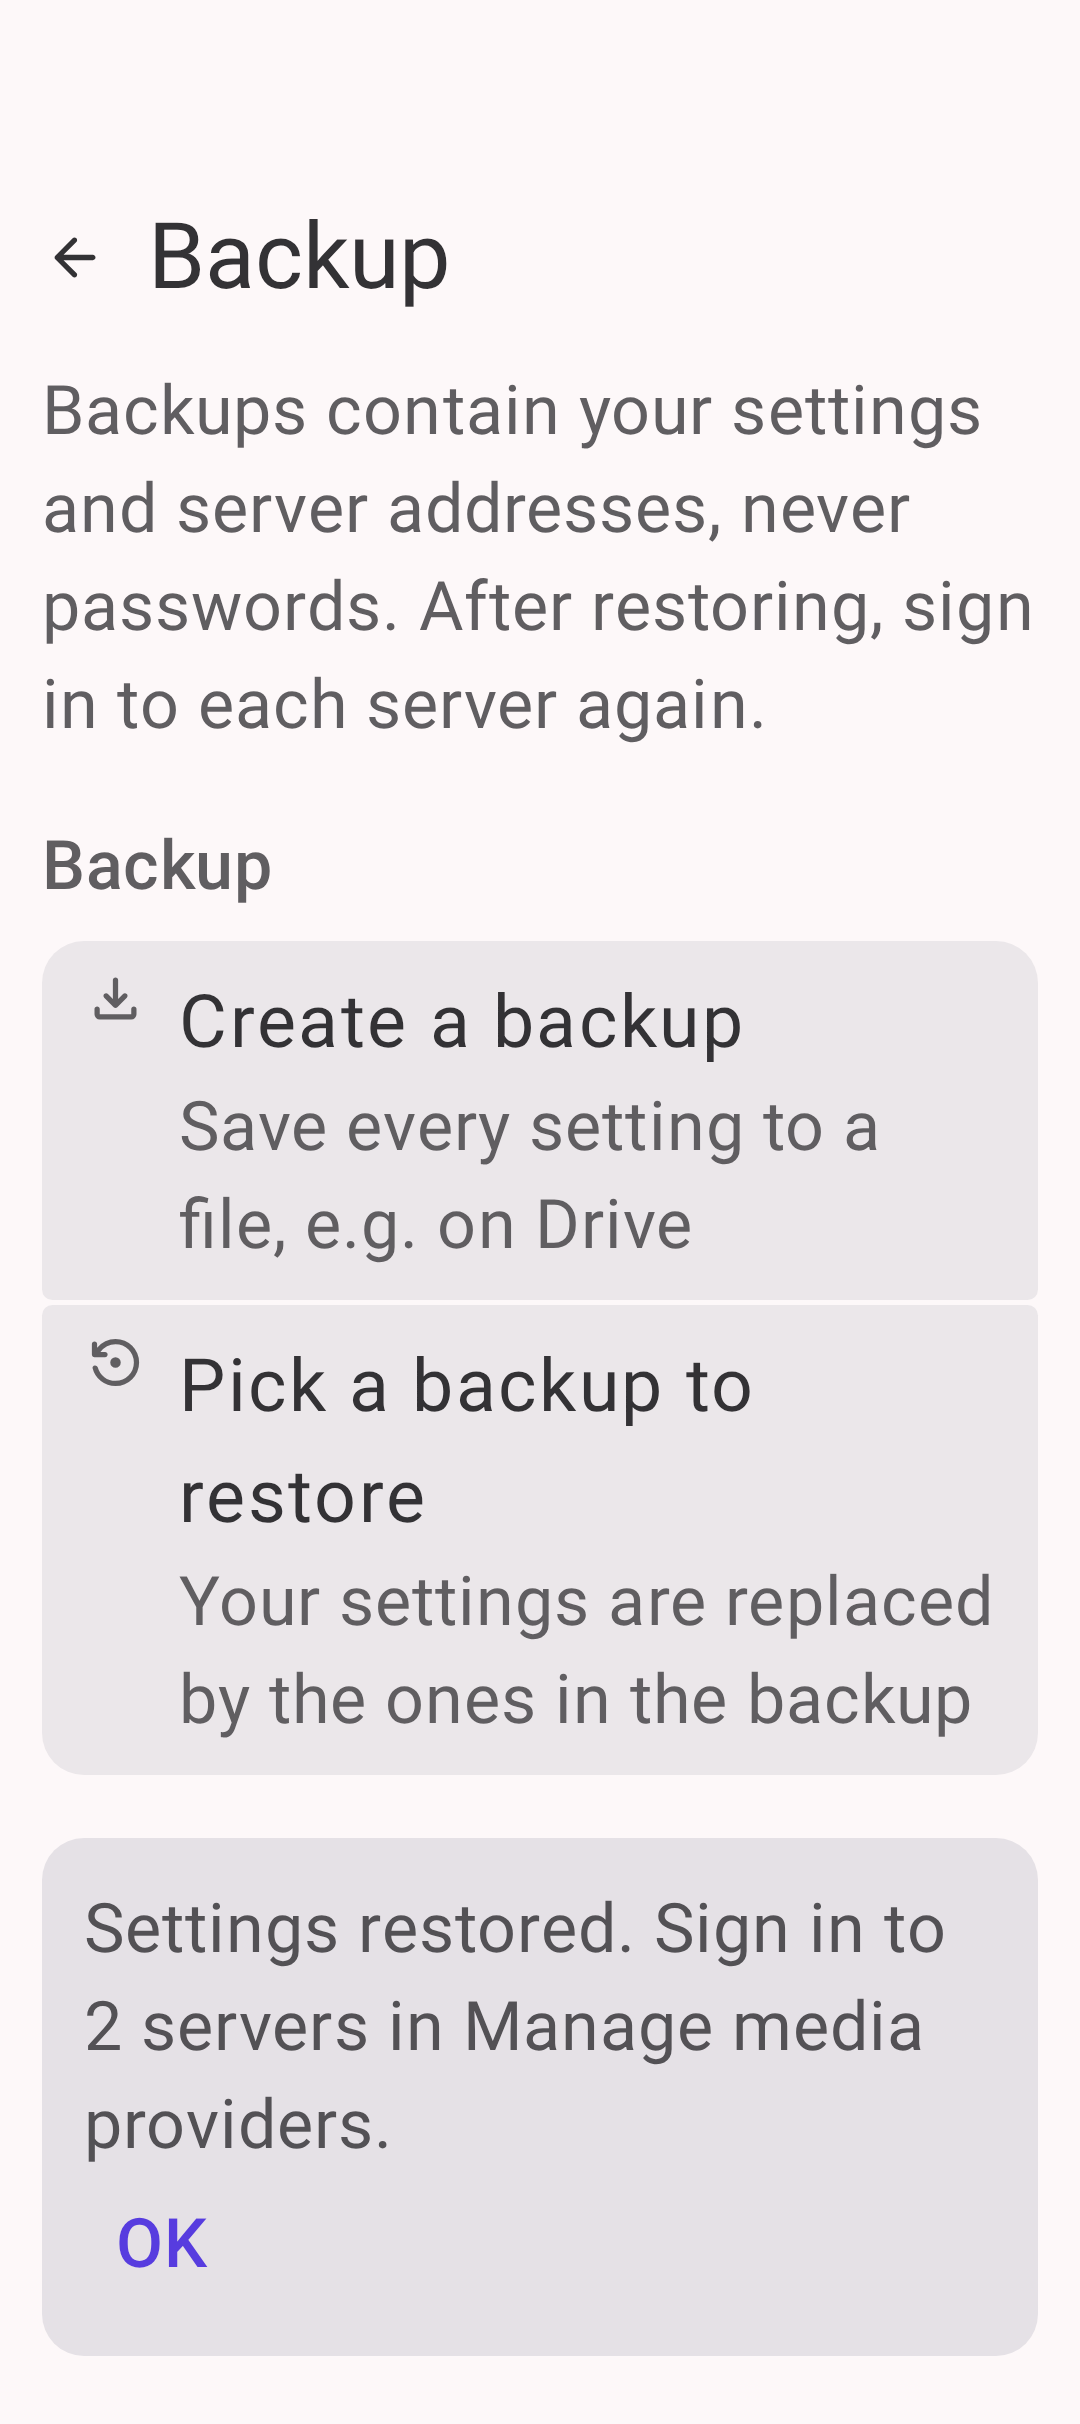 Backup
Backups contain your settings
and server addresses, never
passwords. After restoring, sign
in to each server again.
Backup
Create a backup
Save every setting to a
file, e.g. on Drive
Pick a backup to
restore
Your settings are replaced
by the ones in the backup
Settings restored. Sign in to
2 servers in Manage media
providers.
OK